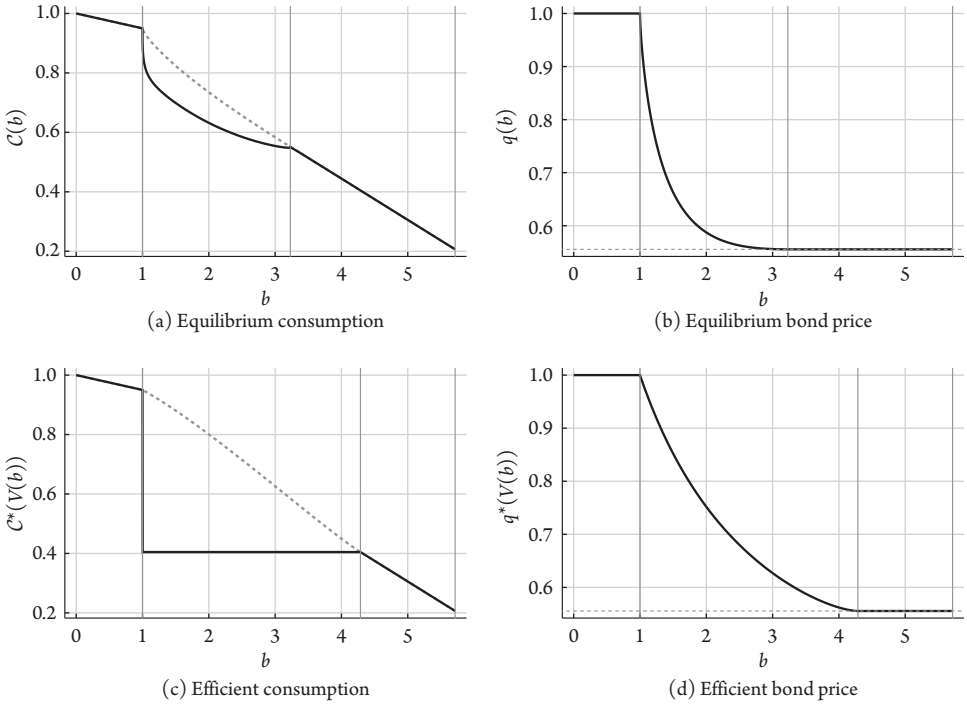 1.0
0.8
0.6
0.4
0.2
C(b)
0 1 2 3 4 5
b
(a) Equilibrium consumption
1.0
0.9
0.8
0.7
0.6
q(b)
0 1 2 3 4 5
b
(b) Equilibrium bond price
1.0
0.8
0.6
0.4
0.2
C*(V(b))
0 1 2 3 4 5
b
(c) Efficient consumption
1.0
0.9
0.8
0.7
0.6
q*(V(b))
0 1 2 3 4 5
b
(d) Efficient bond price